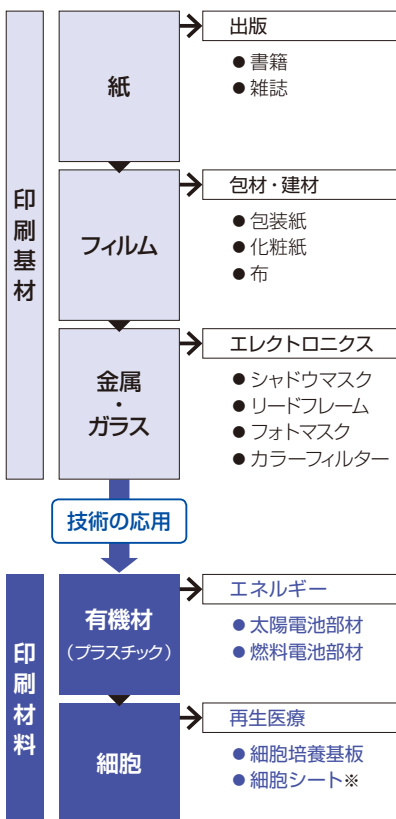 印刷基材
紙
出版
●書籍
●雑誌
フィルム
包材・建材
●包装紙
●化粧紙
●布
金属
・
ガラス
エレクトロニクス
●シャドウマスク
●リードフレーム
●フォトマスク
●カラーフィルター
技術の応用
印刷材料
有機材
(プラスチック)
エネルギー
●太陽電池部材
●燃料電池部材
細胞
再生医療
●細胞培養基板
●細胞シート※